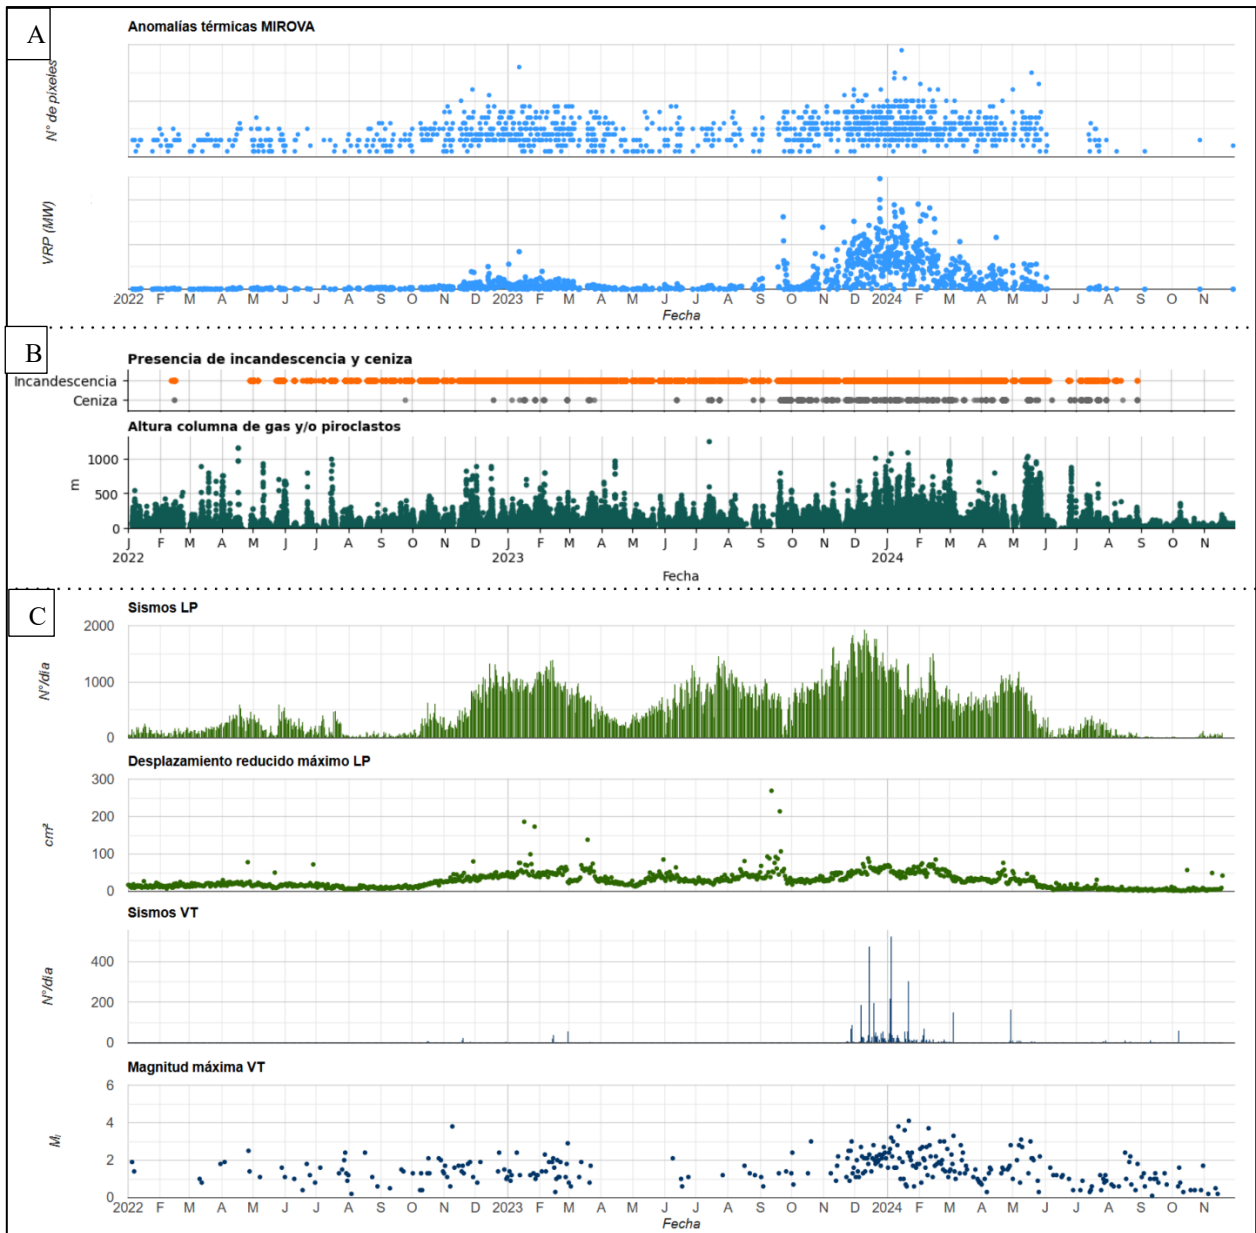 A
Anomalías térmicas MIROVA
N° de pixeles
VRP (MW)
2022 F M A M J J A S O N D 2023 F M A M J J A S O N D 2024 F M A M J J A S O N
Fecha
B
Presencia de incandescencia y ceniza
Incandescencia
Ceniza
Altura columna de gas y/o piroclastos
1000
m
500
0
J F M A M J J A S O N D J F M A M J J A S O N D J F M A M J J A S O N
2022 2023 2024
Fecha
C
Sismos LP
2000
N°/día
1000
0
Desplazamiento reducido máximo LP
300
200
cm²
100
0
Sismos VT
400
N°/día
200
0
Magnitud máxima VT
6
4
Mₗ
2
0
2022 F M A M J J A S O N D 2023 F M A M J J A S O N D 2024 F M A M J J A S O N
Fecha